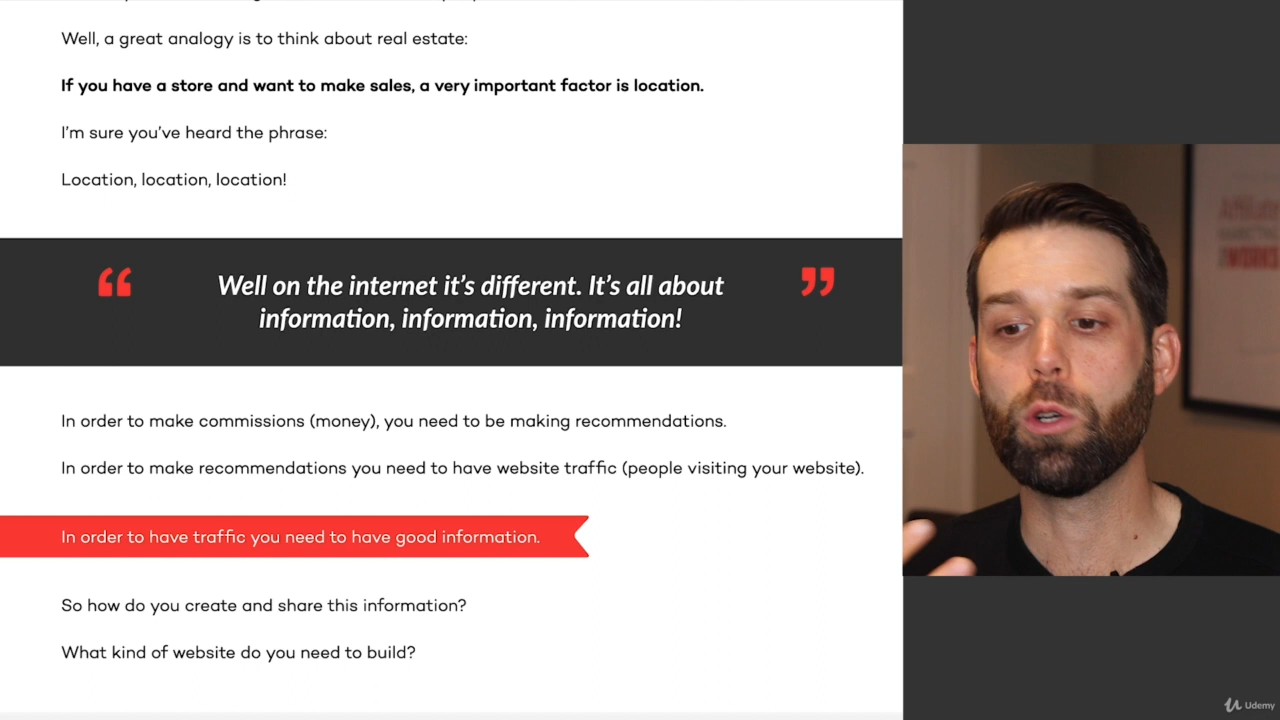 Well, a great analogy is to think about real estate:
If you have a store and want to make sales, a very important factor is location.
I'm sure you've heard the phrase:
Location, location, location!
“ Well on the internet it's different. It's all about ”
information, information, information!
In order to make commissions (money), you need to be making recommendations.
In order to make recommendations you need to have website traffic (people visiting your website).
In order to have traffic you need to have good information.
So how do you create and share this information?
What kind of website do you need to build?
Udemy